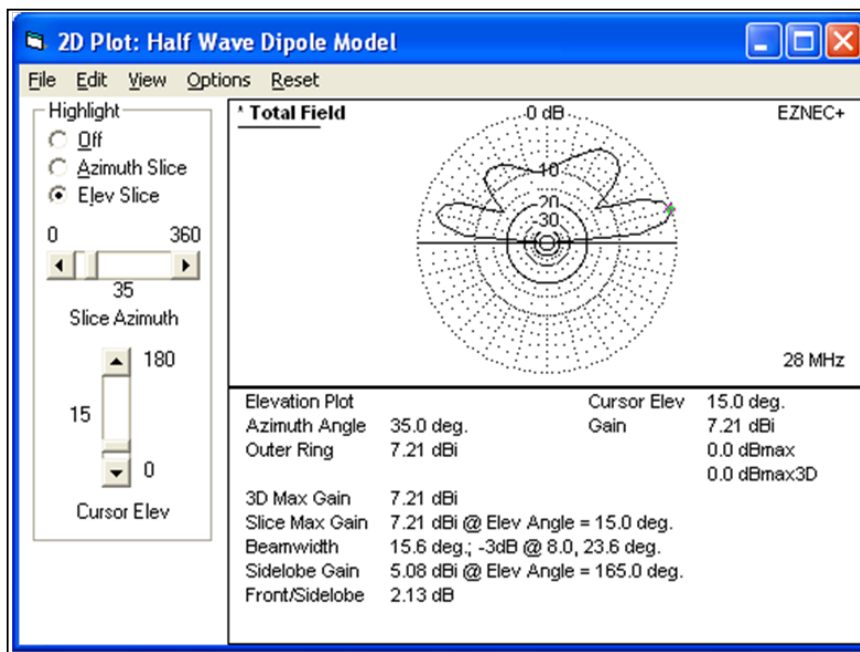 2D Plot: Half Wave Dipole Model
File Edit View Options Reset
Highlight
Off
Azimuth Slice
Elev Slice
0 360
35
Slice Azimuth
180
15
0
Cursor Elev
* Total Field
0 dB
EZNEC+
-10
-20
-30
28 MHz
Elevation Plot Cursor Elev 15.0 deg.
Azimuth Angle 35.0 deg. Gain 7.21 dBi
Outer Ring 7.21 dBi 0.0 dBmax
0.0 dBmax3D
3D Max Gain 7.21 dBi
Slice Max Gain 7.21 dBi @ Elev Angle = 15.0 deg.
Beamwidth 15.6 deg.; -3dB @ 8.0, 23.6 deg.
Sidelobe Gain 5.08 dBi @ Elev Angle = 165.0 deg.
Front/Sidelobe 2.13 dB